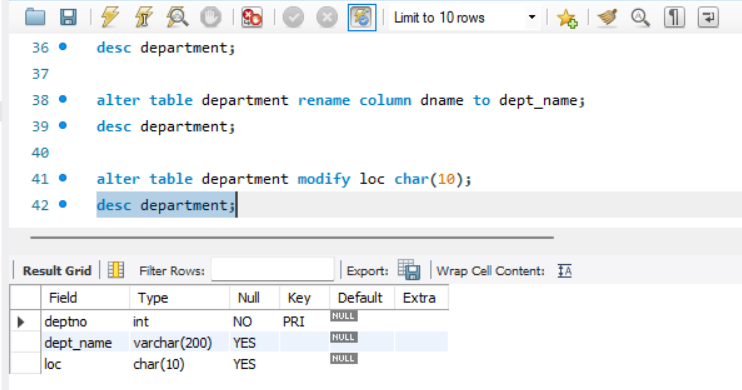 Limit to 10 rows
36 desc department;
37
38 alter table department rename column dname to dept_name;
39 desc department;
40
41 alter table department modify loc char(10);
42 desc department;
Result Grid Filter Rows: Export: Wrap Cell Content: IA
Field Type Null Key Default Extra
deptno int NO PRI NULL
dept_name varchar(200) YES NULL
loc char(10) YES NULL